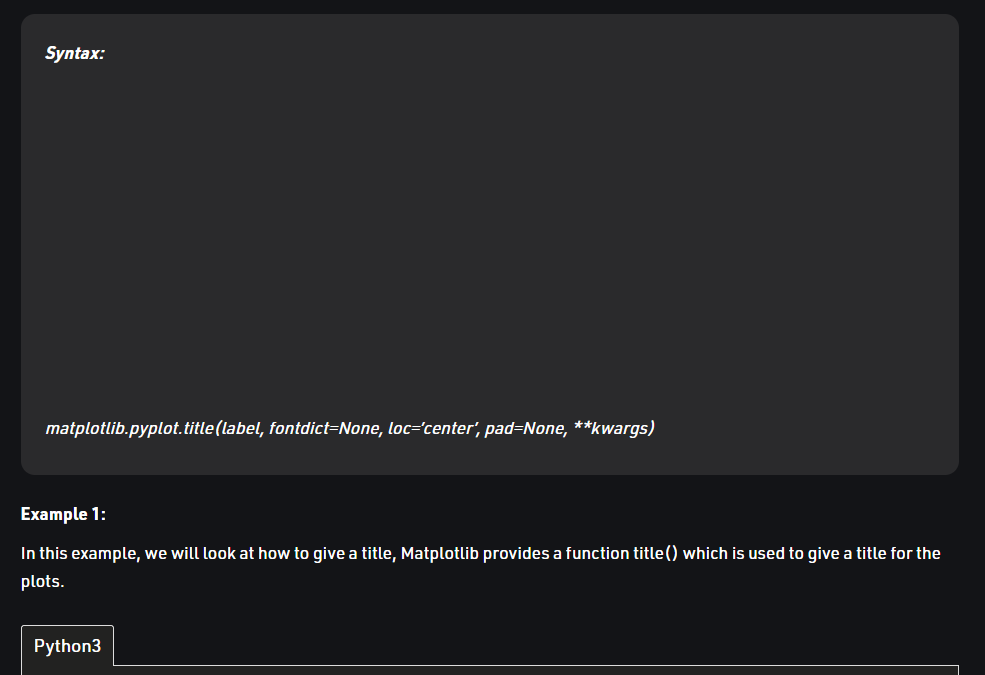 Syntax:
matplotlib.pyplot.title(label, fontdict=None, loc=’center’, pad=None, **kwargs)
Example 1:
In this example, we will look at how to give a title, Matplotlib provides a function title() which is used to give a title for the
plots.
Python3